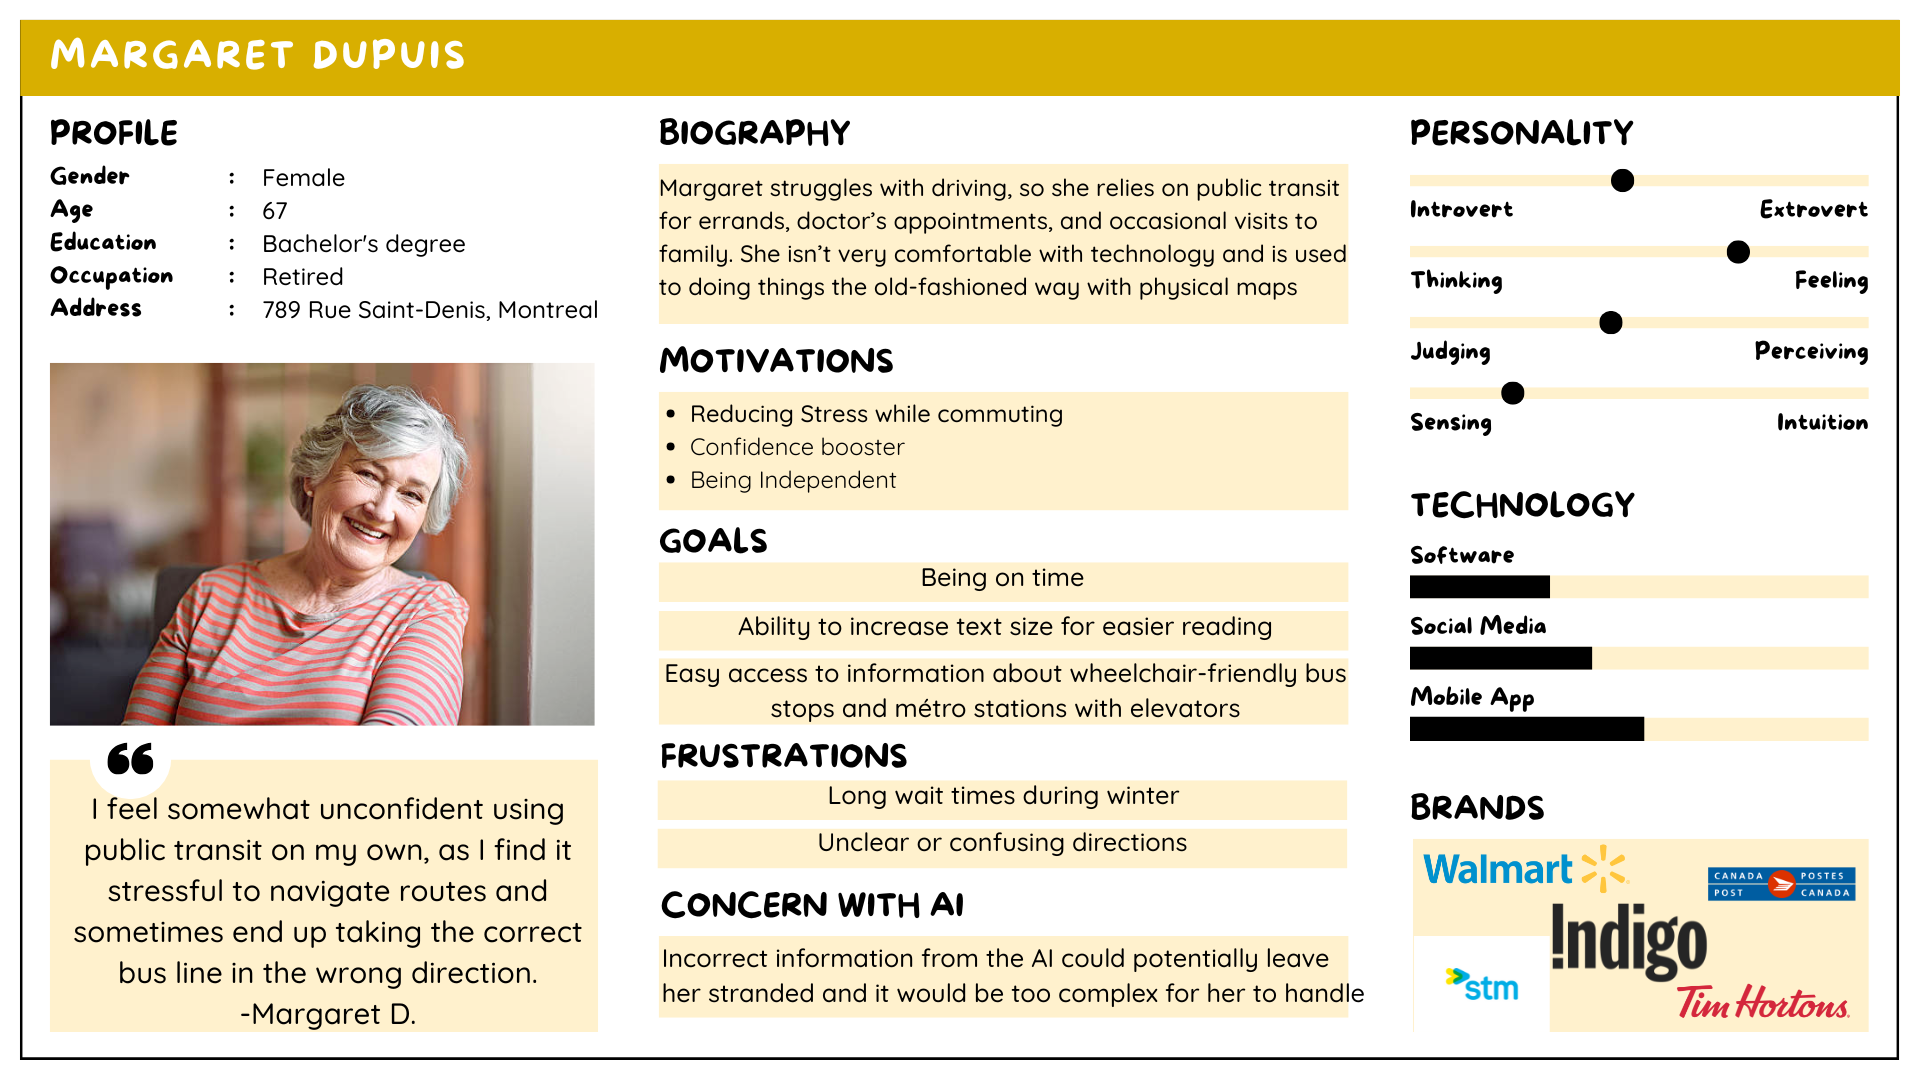 MARGARET DUPUIS
PROFILE
Gender : Female
Age : 67
Education : Bachelor's degree
Occupation : Retired
Address : 789 Rue Saint-Denis, Montreal
“
I feel somewhat unconfident using
public transit on my own, as I find it
stressful to navigate routes and
sometimes end up taking the correct
bus line in the wrong direction.
-Margaret D.
BIOGRAPHY
Margaret struggles with driving, so she relies on public transit
for errands, doctor’s appointments, and occasional visits to
family. She isn’t very comfortable with technology and is used
to doing things the old-fashioned way with physical maps
MOTIVATIONS
• Reducing Stress while commuting
• Confidence booster
• Being Independent
GOALS
Being on time
Ability to increase text size for easier reading
Easy access to information about wheelchair-friendly bus
stops and métro stations with elevators
FRUSTRATIONS
Long wait times during winter
Unclear or confusing directions
CONCERN WITH AI
Incorrect information from the AI could potentially leave
her stranded and it would be too complex for her to handle
PERSONALITY
Introvert Extrovert
Thinking Feeling
Judging Perceiving
Sensing Intuition
TECHNOLOGY
Software
Social Media
Mobile App
BRANDS
Walmart
CANADA POSTES
POST CANADA
!ndigo
stm
Tim Hortons.